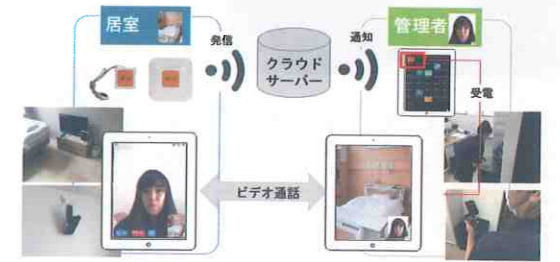 居室
発信
クラウド
サーバー
通知
管理者
受電
ビデオ通話